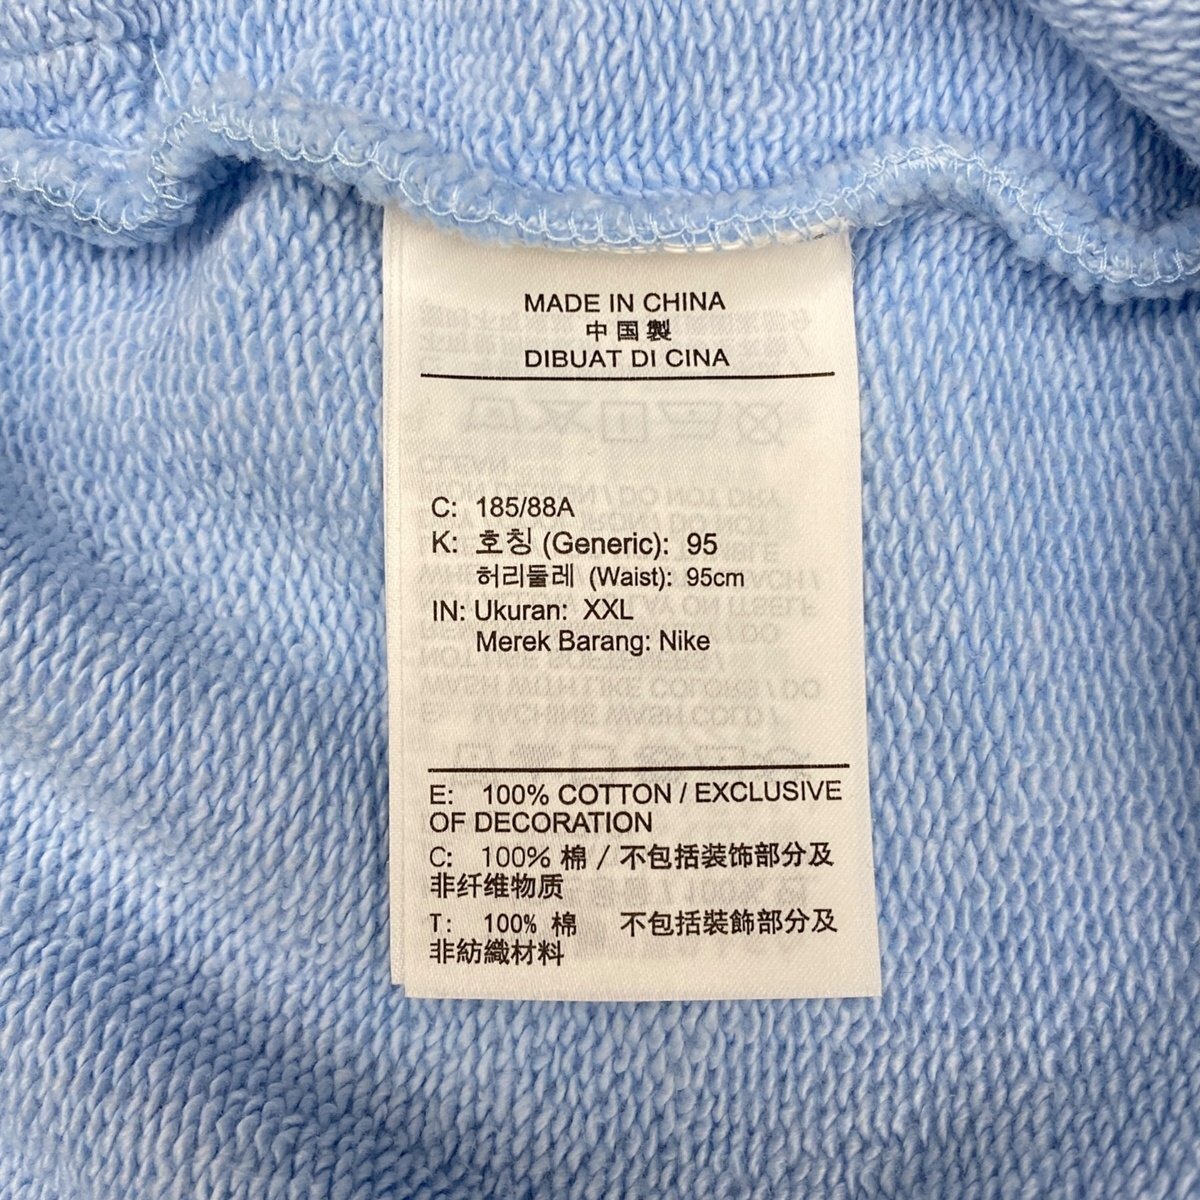 MADE IN CHINA
中国製
DIBUAT DI CINA
C: 185/88A
K: 호칭 (Generic): 95
허리둘레 (Waist): 95cm
IN: Ukuran: XXL
Merek Barang: Nike
E: 100% COTTON / EXCLUSIVE
OF DECORATION
C: 100% 棉 / 不包括装饰部分及
非纤维物质
T: 100% 棉 不包括裝飾部分及
非紡織材料